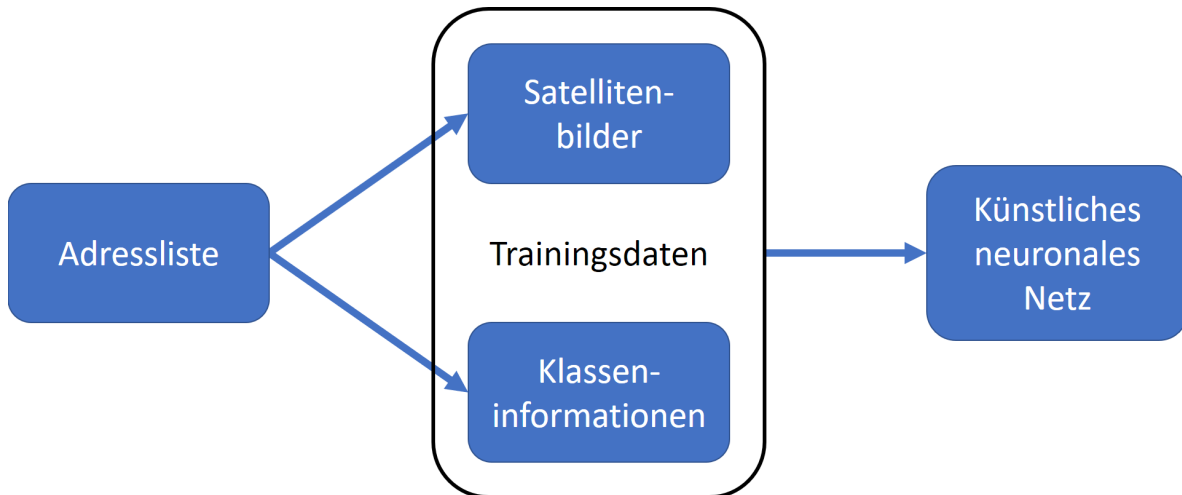 Adressliste
Satelliten-
bilder
Trainingsdaten
Klassen-
informationen
Künstliches
neuronales
Netz